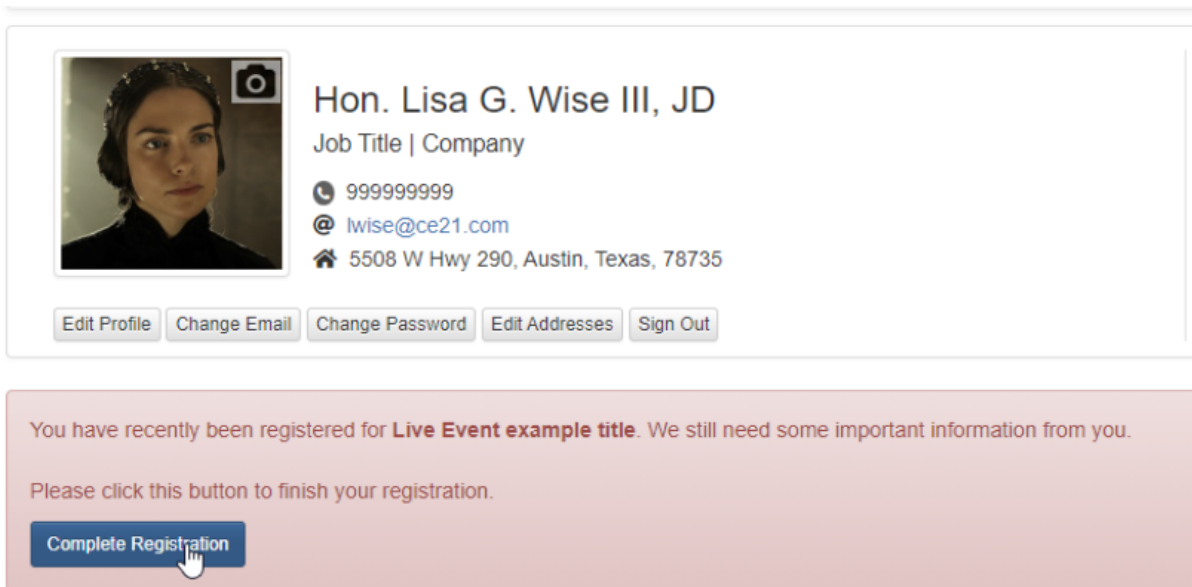 Hon. Lisa G. Wise III, JD
Job Title | Company
999999999
@ lwise@ce21.com
5508 W Hwy 290, Austin, Texas, 78735
Edit Profile Change Email Change Password Edit Addresses Sign Out
You have recently been registered for Live Event example title. We still need some important information from you.
Please click this button to finish your registration.
Complete Registration